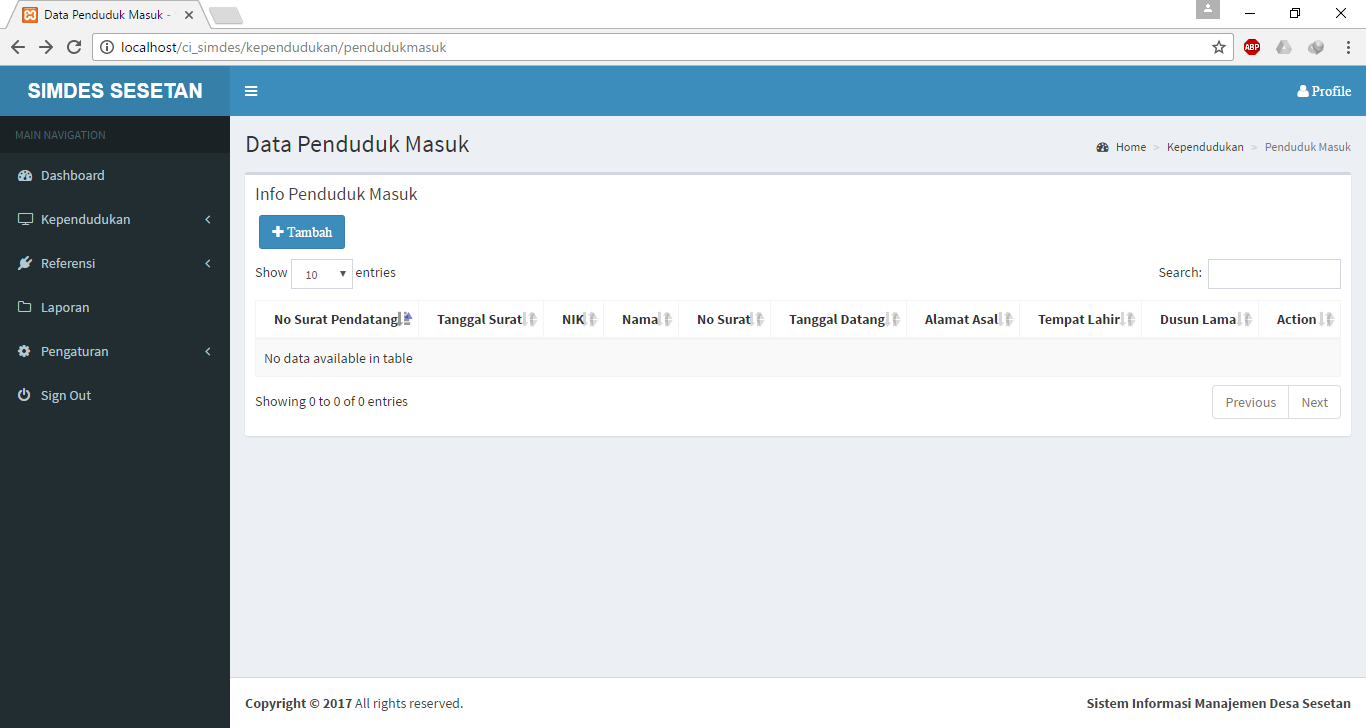 Data Penduduk Masuk -
localhost/ci_simdes/kependudukan/pendudukmasuk
ABP
SIMDES SESETAN
Profile
MAIN NAVIGATION
Dashboard
Kependudukan
Referensi
Laporan
Pengaturan
Sign Out
Data Penduduk Masuk
Home > Kependudukan > Penduduk Masuk
Info Penduduk Masuk
+ Tambah
Show 10 entries
Search:
No Surat Pendatang Tanggal Surat NIK Nama No Surat Tanggal Datang Alamat Asal Tempat Lahir Dusun Lama Action
No data available in table
Showing 0 to 0 of 0 entries
Previous Next
Copyright © 2017 All rights reserved.
Sistem Informasi Manajemen Desa Sesetan